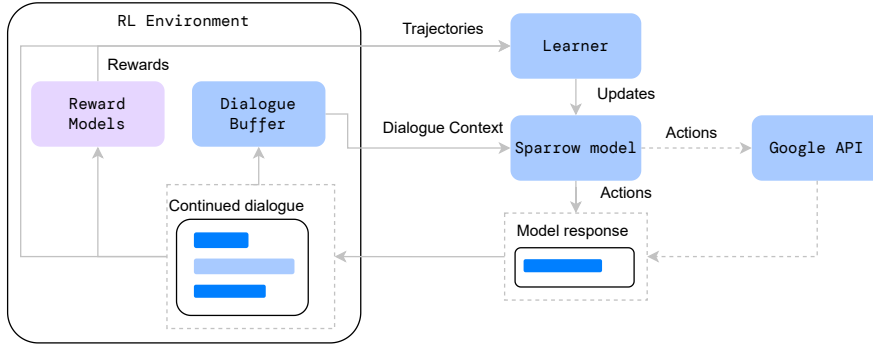 RL Environment
Trajectories
Learner
Rewards
Reward
Models
Dialogue
Buffer
Updates
Dialogue Context
Sparrow model
Actions
Google API
Actions
Continued dialogue
Model response